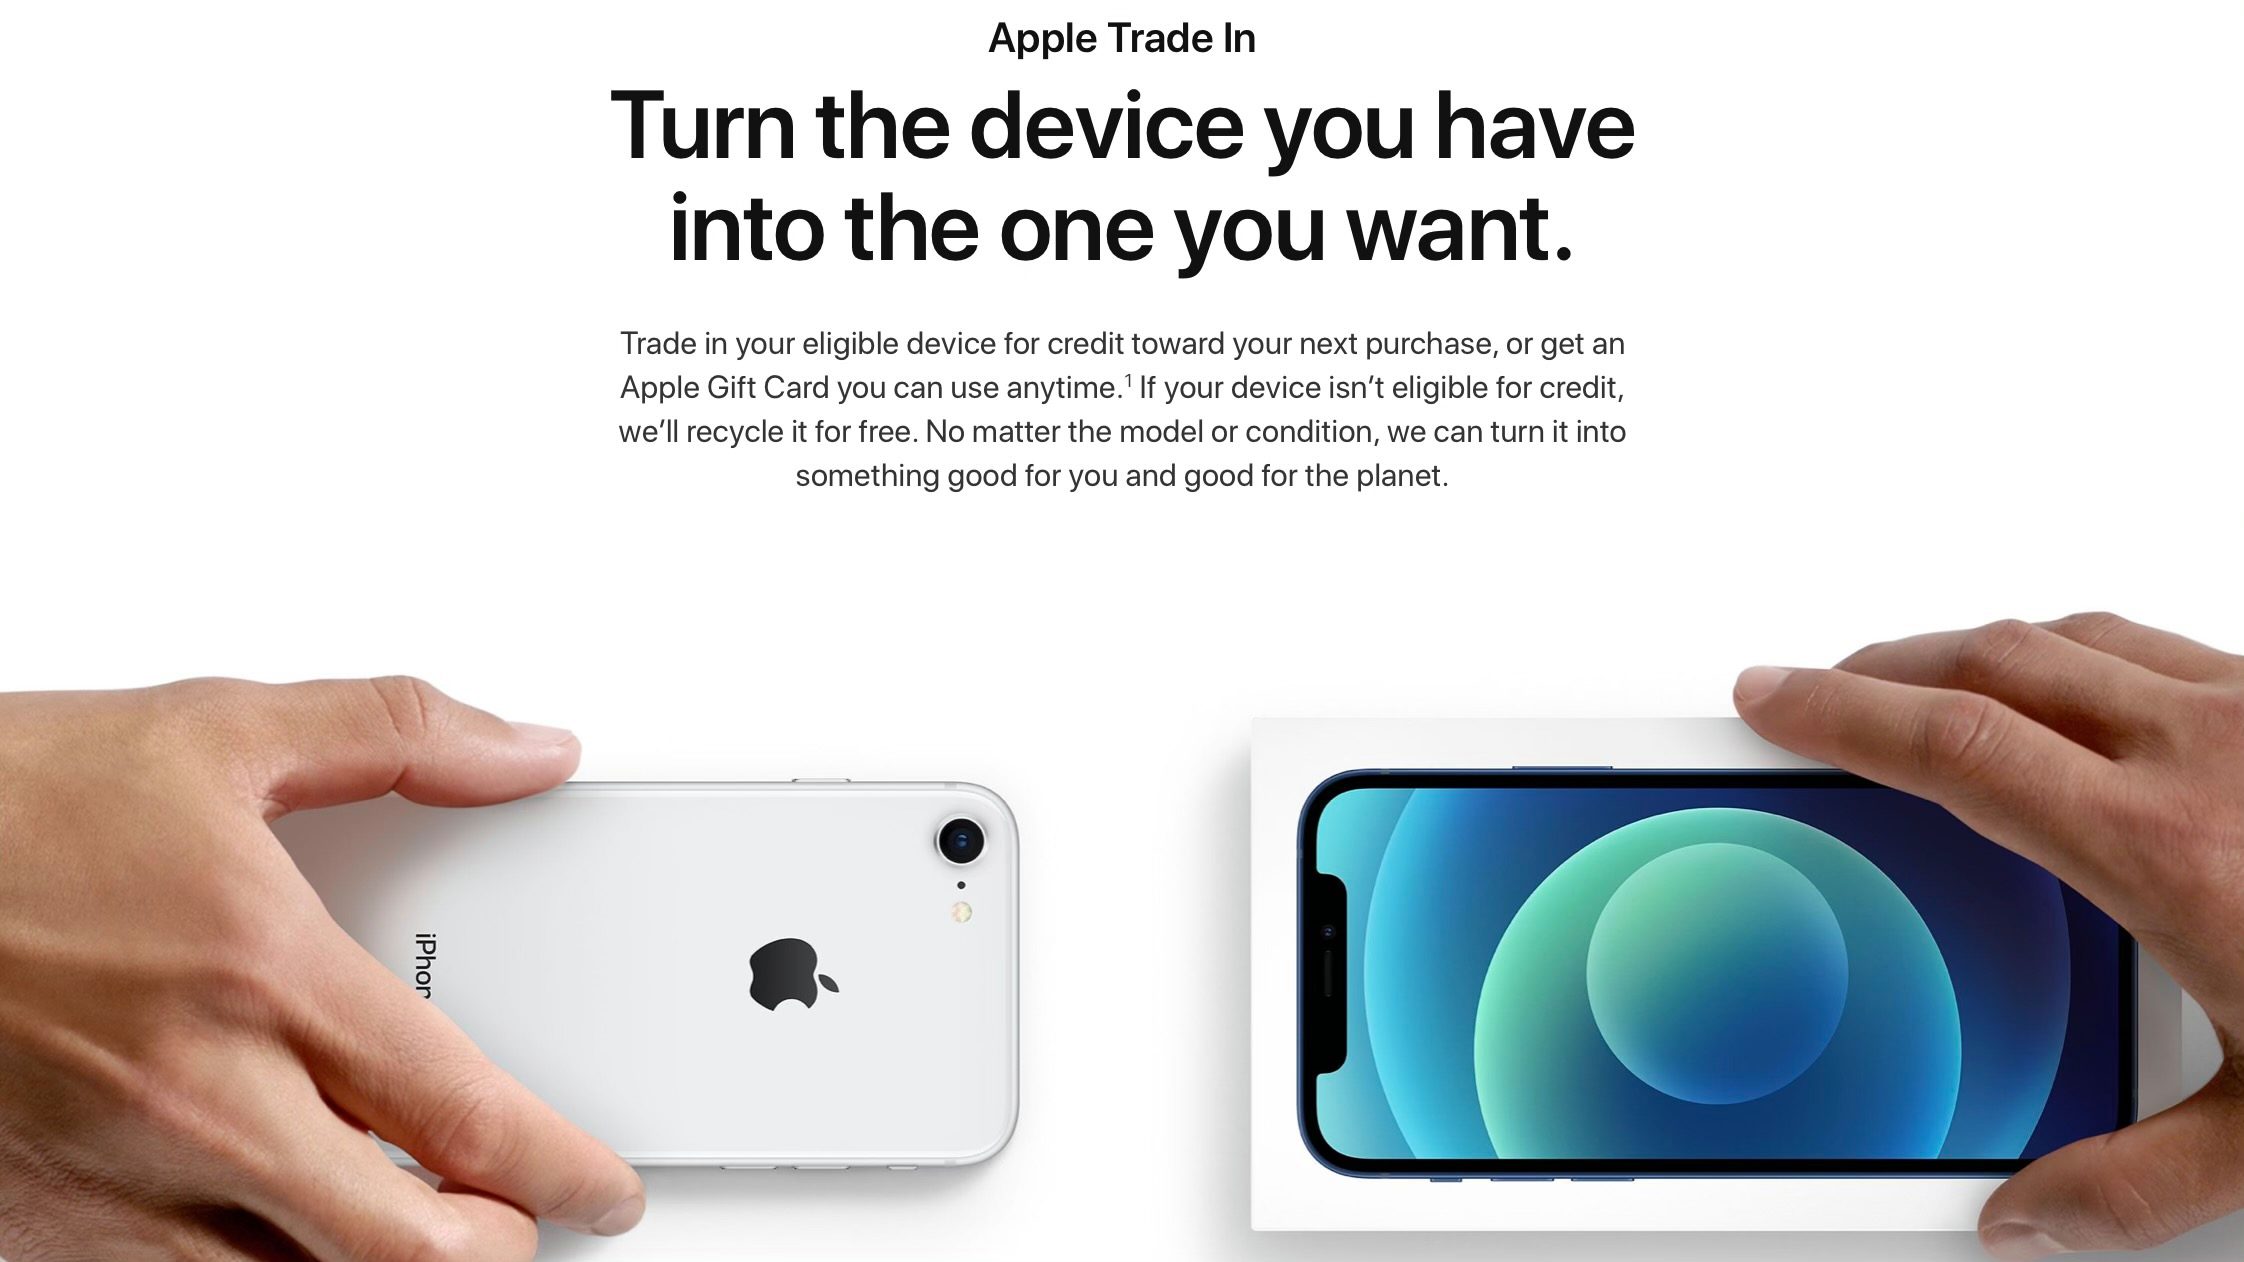 Apple Trade In
Turn the device you have
into the one you want.
Trade in your eligible device for credit toward your next purchase, or get an
Apple Gift Card you can use anytime.¹ If your device isn’t eligible for credit,
we’ll recycle it for free. No matter the model or condition, we can turn it into
something good for you and good for the planet.
iPhon